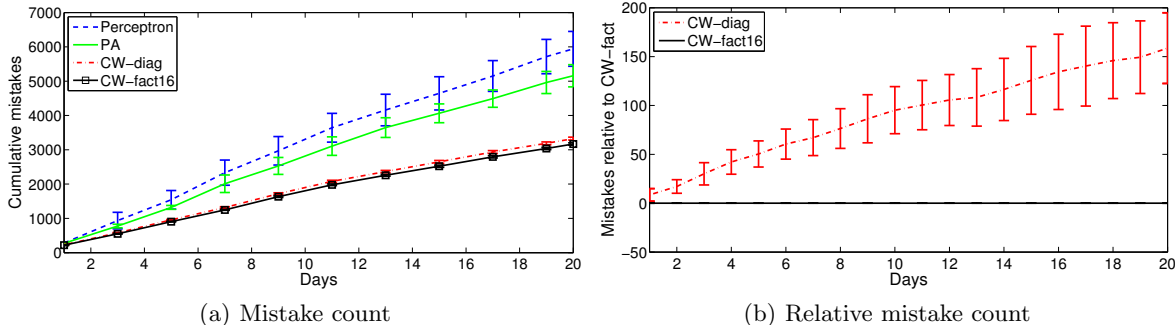 7000
6000
5000
4000
3000
2000
1000
0
Cumulative mistakes
Perceptron
PA
CW-diag
CW-fact16
2 4 6 8 10 12 14 16 18 20
Days
(a) Mistake count
200
150
100
50
0
−50
Mistakes relative to CW-fact
CW-diag
CW-fact16
2 4 6 8 10 12 14 16 18 20
Days
(b) Relative mistake count